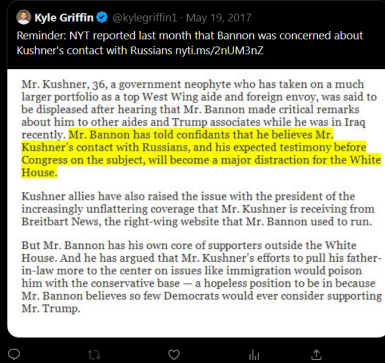 Kyle Griffin @kylegriffin1 · May 19, 2017
Reminder: NYT reported last month that Bannon was concerned about
Kushner's contact with Russians nyti.ms/2nUM3nZ
Mr. Kushner, 36, a government neophyte who has taken on a much
larger portfolio as a top West Wing aide and foreign envoy, was said to
be displeased after hearing that Mr. Bannon made critical remarks
about him to other aides and Trump associates while he was in Iraq
recently. Mr. Bannon has told confidants that he believes Mr.
Kushner's contact with Russians, and his expected testimony before
Congress on the subject, will become a major distraction for the White
House.
Kushner allies have also raised the issue with the president of the
increasingly unflattering coverage that Mr. Kushner is receiving from
Breitbart News, the right-wing website that Mr. Bannon used to run.
But Mr. Bannon has his own core of supporters outside the White
House. And he has argued that Mr. Kushner's efforts to pull his father-
in-law more to the center on issues like immigration would poison
him with the conservative base — a hopeless position to be in because
Mr. Bannon believes so few Democrats would ever consider supporting
Mr. Trump.